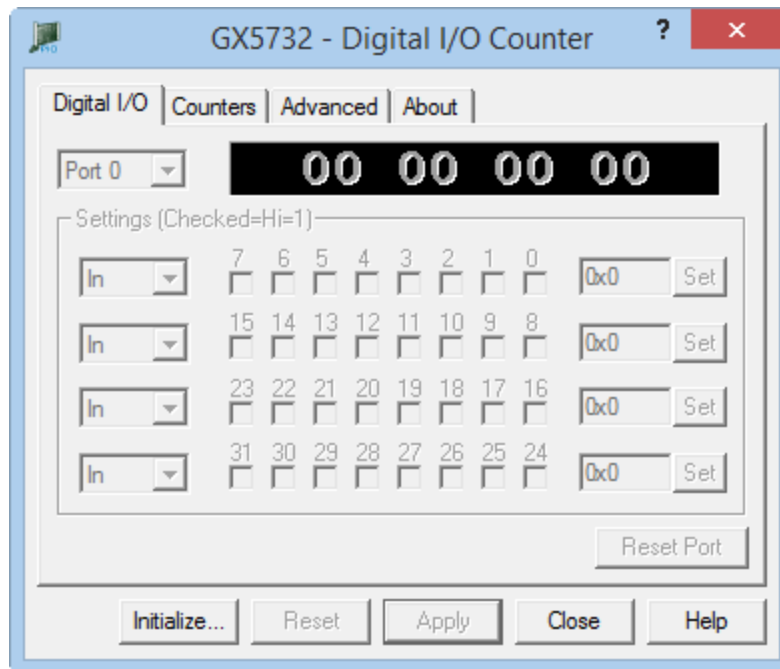 GX5732 - Digital I/O Counter ? ×
Digital I/O Counters Advanced About
Port 0 00 00 00 00
Settings (Checked=Hi=1)
7 6 5 4 3 2 1 0
In 0x0 Set
15 14 13 12 11 10 9 8
In 0x0 Set
23 22 21 20 19 18 17 16
In 0x0 Set
31 30 29 28 27 26 25 24
In 0x0 Set
Reset Port
Initialize... Reset Apply Close Help